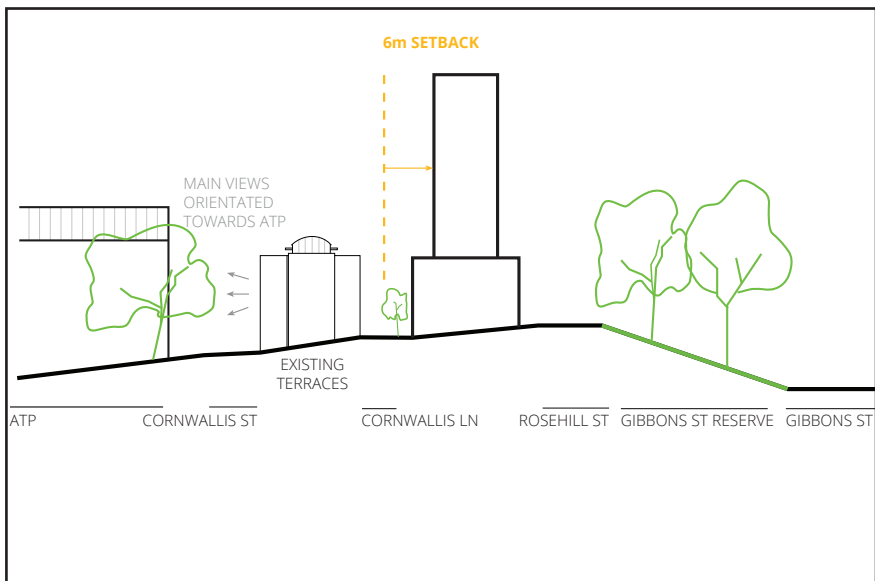 6m SETBACK
MAIN VIEWS
ORIENTATED
TOWARDS ATP
EXISTING
TERRACES
ATP
CORNWALLIS ST
CORNWALLIS LN
ROSEHILL ST
GIBBONS ST RESERVE
GIBBONS ST